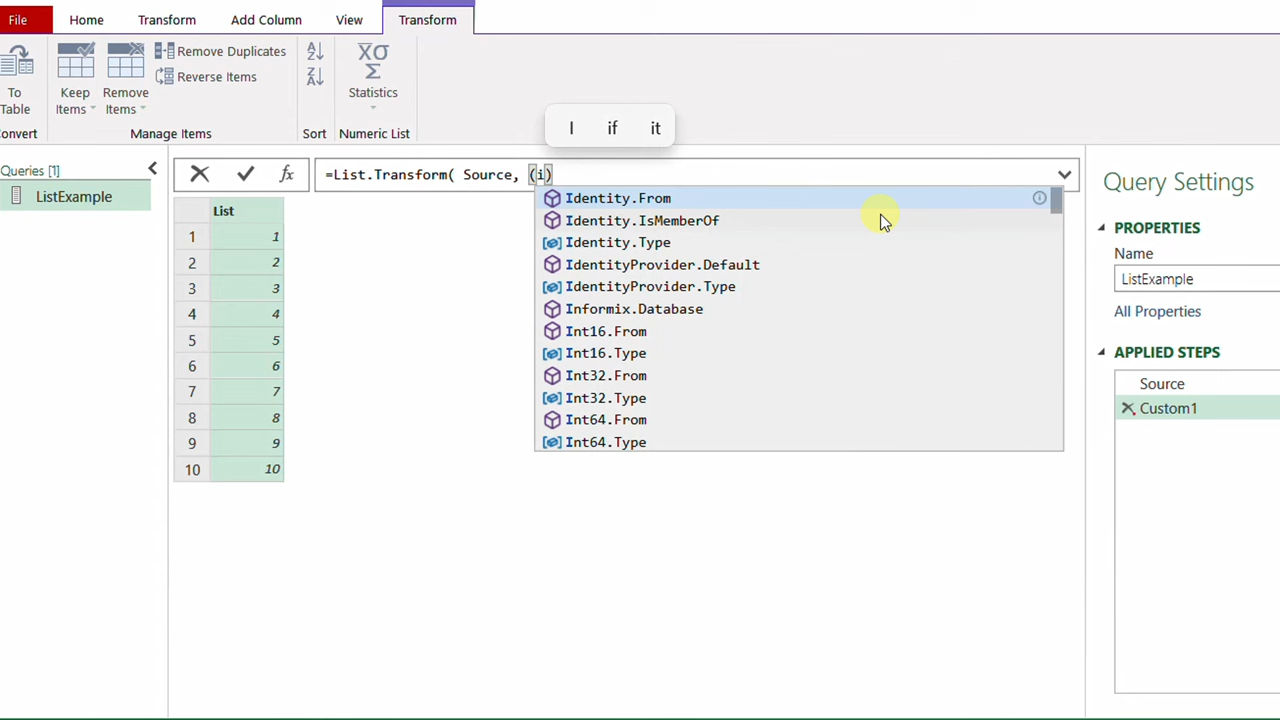 File Home Transform Add Column View Transform
To
Table
Keep
Items
Remove
Items
Remove Duplicates
Reverse Items
A
Z
Z
A
XO
Σ
Statistics
onvert
Manage Items
Sort
Numeric List
I if it
Queries [1]
ListExample
fx
=List.Transform( Source, (i)
Identity.From
Identity.IsMemberOf
Identity.Type
IdentityProvider.Default
IdentityProvider.Type
Informix.Database
Int16.From
Int16.Type
Int32.From
Int32.Type
Int64.From
Int64.Type
List
1 1
2 2
3 3
4 4
5 5
6 6
7 7
8 8
9 9
10 10
Query Settings
PROPERTIES
Name
ListExample
All Properties
APPLIED STEPS
Source
Custom1